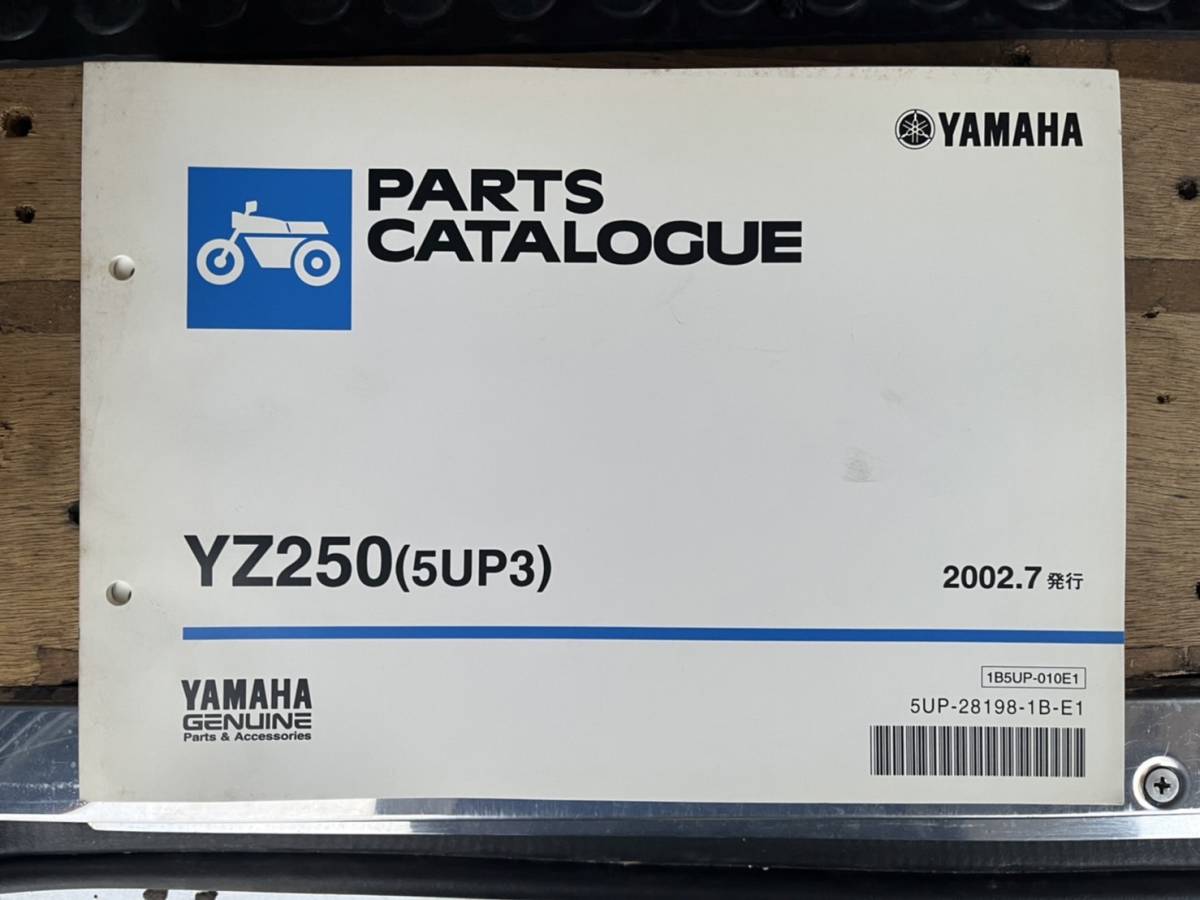 YAMAHA
PARTS
CATALOGUE
YZ250(5UP3)
2002.7 発行
1B5UP-010E1
5UP-28198-1B-E1
YAMAHA
GENUINE
Parts & Accessories